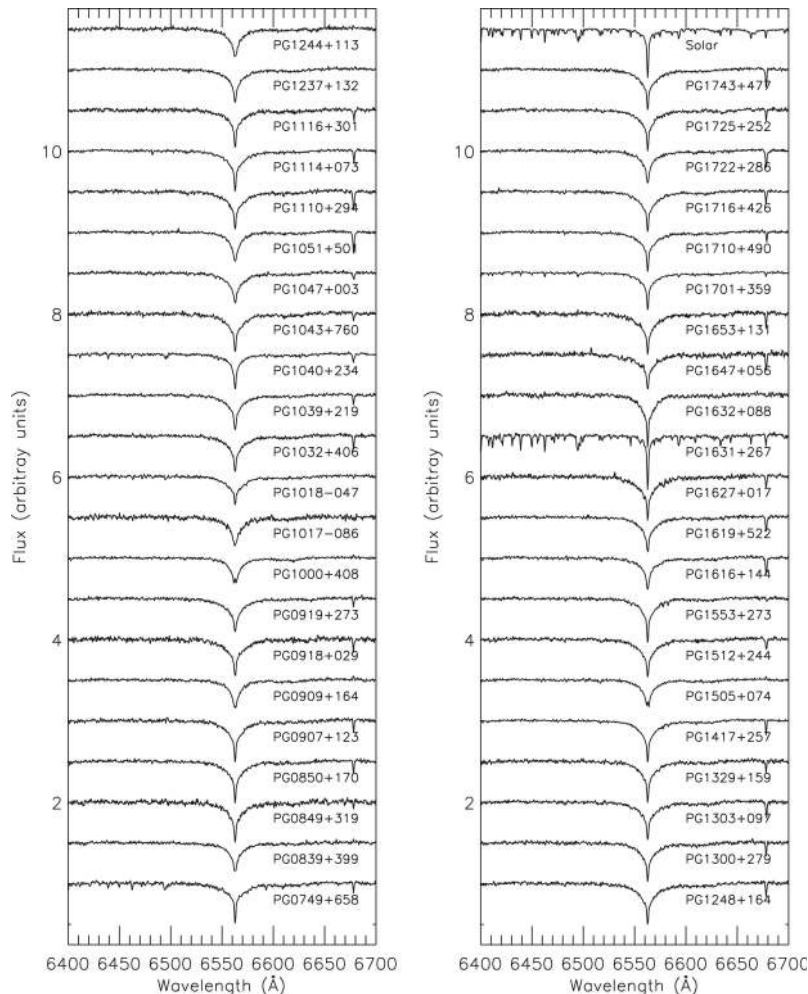 PG1244+113
PG1237+132
PG1116+301
PG1114+073
PG1110+294
PG1051+501
PG1047+003
PG1043+760
PG1040+234
PG1039+219
PG1032+406
PG1018-047
PG1017-086
PG1000+408
PG0919+273
PG0918+029
PG0909+164
PG0907+123
PG0850+170
PG0849+319
PG0839+399
PG0749+658
10
8
6
4
2
Flux (arbitray units)
6400 6450 6500 6550 6600 6650 6700
Wavelength (Å)
Solar
PG1743+477
PG1725+252
PG1722+286
PG1716+426
PG1710+490
PG1701+359
PG1653+131
PG1647+056
PG1632+088
PG1631+267
PG1627+017
PG1619+522
PG1616+144
PG1553+273
PG1512+244
PG1505+074
PG1417+257
PG1329+159
PG1303+097
PG1300+279
PG1248+164
10
8
6
4
2
Flux (arbitray units)
6400 6450 6500 6550 6600 6650 6700
Wavelength (Å)